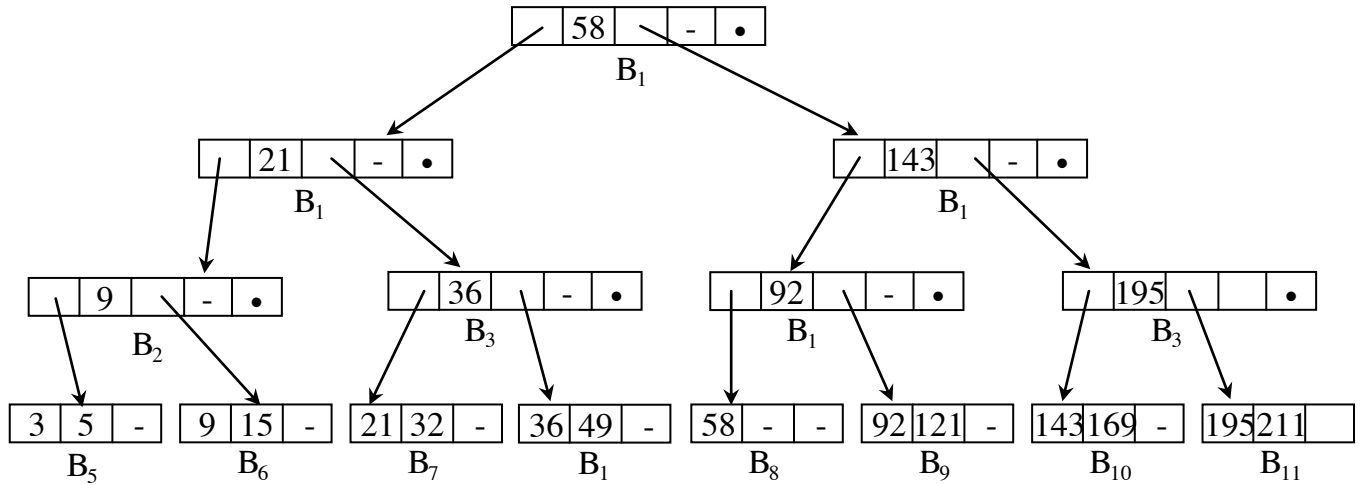 58 - •
B₁
21 - •
143 - •
B₁
B₁
9 - •
36 - •
92 - •
195 •
B₂
B₃
B₁
B₃
3 5 -
9 15 -
21 32 -
36 49 -
58 - -
92 121 -
143 169 -
195 211
B₅
B₆
B₇
B₁
B₈
B₉
B₁₀
B₁₁